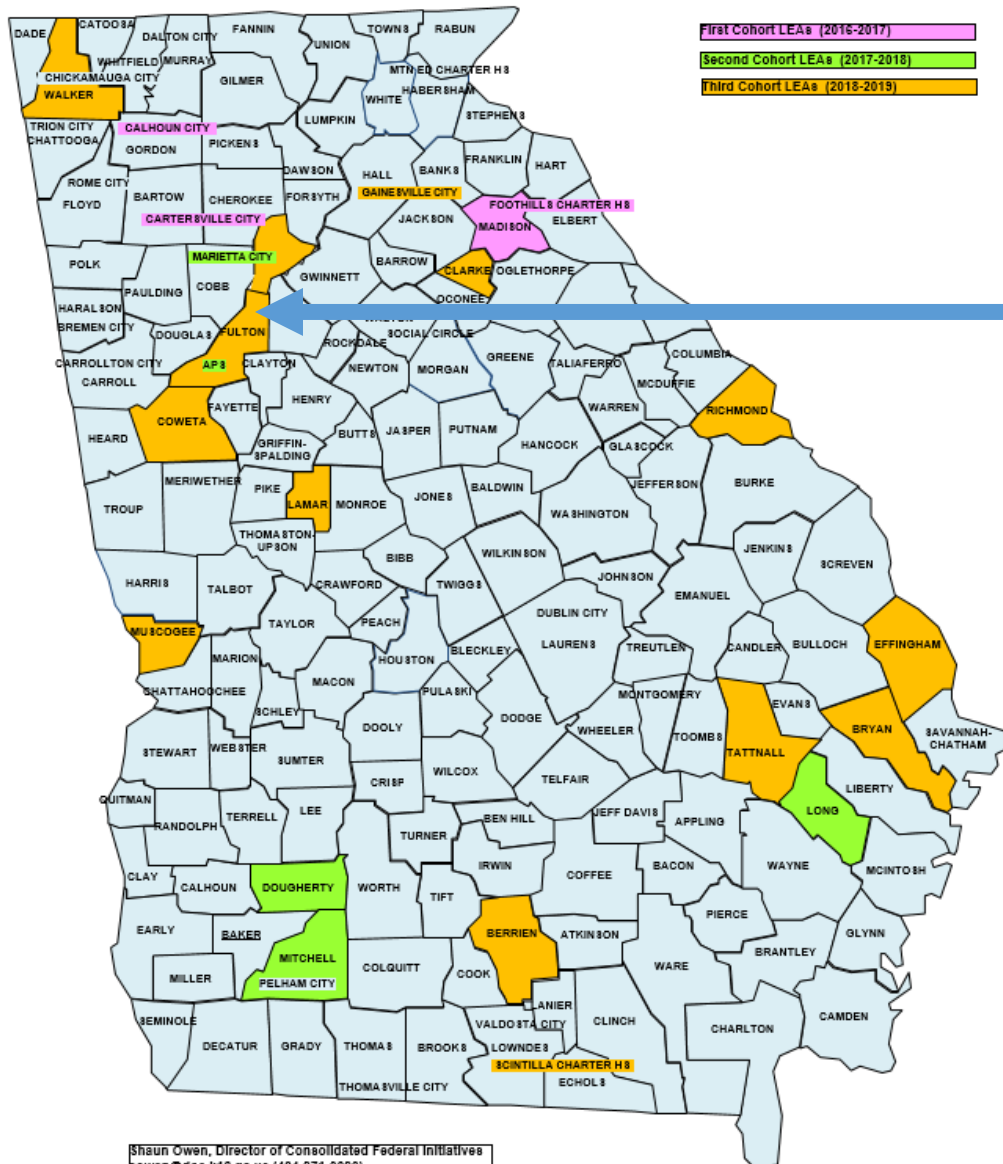 First Cohort LEAs (2016-2017)
Second Cohort LEAs (2017-2018)
Third Cohort LEAs (2018-2019)
DADE
CATOOSA
DALTON CITY
FANNIN
UNION
TOWNS
RABUN
WHITFIELD
MURRAY
CHICKAMAUGA CITY
GILMER
MTN ED CHARTER HS
HABERSHAM
WALKER
WHITE
LUMPKIN
STEPHENS
TRION CITY
CHATTOOGA
CALHOUN CITY
GORDON
PICKENS
DAWSON
HALL
BANKS
FRANKLIN
HART
ROME CITY
FLOYD
BARTOW
CHEROKEE
FORSYTH
GAINESVILLE CITY
JACKSON
FOOTHILLS CHARTER HS
MADISON
ELBERT
CARTERSVILLE CITY
MARIETTA CITY
POLK
COBB
GWINNETT
BARROW
CLARKE
OGLETHORPE
PAULDING
OCONEE
HARALSON
BREMEN CITY
DOUGLAS
FULTON
ROCKDALE
SOCIAL CIRCLE
CARROLLTON CITY
CARROLL
APS
CLAYTON
NEWTON
MORGAN
GREENE
TALIAFERRO
COLUMBIA
MCDUFFIE
COWETA
FAYETTE
HENRY
WARREN
RICHMOND
HEARD
GRIFFIN-
SPALDING
BUTTS
JASPER
PUTNAM
HANCOCK
GLASCOCK
MERIWETHER
PIKE
LAMAR
MONROE
JONES
BALDWIN
JEFFERSON
BURKE
TROUP
THOMASTON-
UPSON
WASHINGTON
JENKINS
SCREVEN
BIBB
WILKINSON
HARRIS
TALBOT
CRAWFORD
TWIGGS
JOHNSON
EMANUEL
MUSCOGEE
TAYLOR
PEACH
DUBLIN CITY
LAURENS
MARION
HOUSTON
BLECKLEY
TREUTLEN
CANDLER
BULLOCH
EFFINGHAM
CHATTAHOOCHEE
MACON
PULASKI
MONTGOMERY
SCHLEY
DOOLY
DODGE
WHEELER
TOOMBS
TATTNALL
EVANS
BRYAN
SAVANNAH-
CHATHAM
STEWART
WEBSTER
SUMTER
CRISP
WILCOX
TELFAIR
LIBERTY
QUITMAN
RANDOLPH
TERRELL
LEE
TURNER
BEN HILL
JEFF DAVIS
APPLING
LONG
IRWIN
CLAY
CALHOUN
DOUGHERTY
WORTH
TIFT
COFFEE
BACON
WAYNE
MCINTOSH
EARLY
BAKER
BERRIEN
ATKINSON
PIERCE
GLYNN
MITCHELL
PELHAM CITY
COLQUITT
COOK
WARE
BRANTLEY
MILLER
LANIER
SEMINOLE
DECATUR
GRADY
THOMAS
BROOKS
VALDOSTA CITY
LOWNDES
CLINCH
CHARLTON
CAMDEN
SCINTILLA CHARTER HS
ECHOLS
THOMASVILLE CITY
Shaun Owen, Director of Consolidated Federal Initiatives